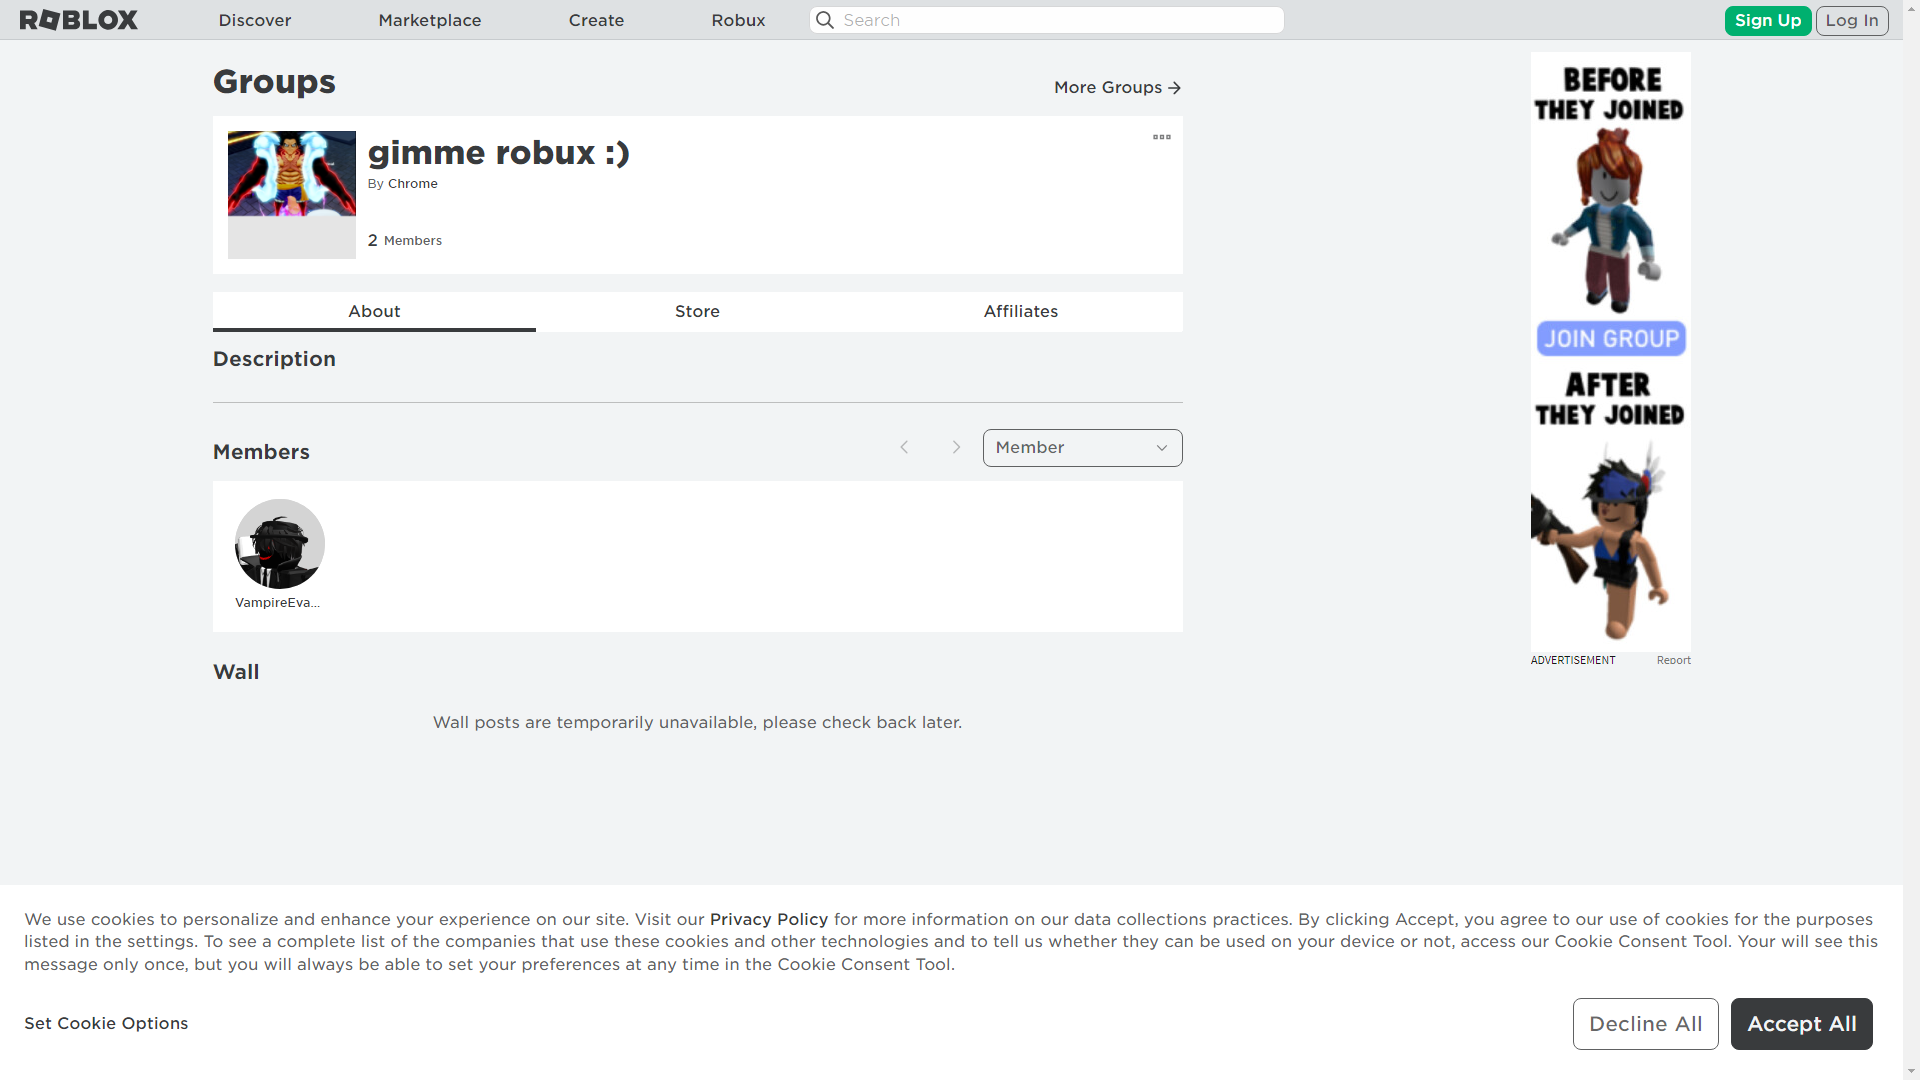 ROBLOX
Discover
Marketplace
Create
Robux
Search
Sign Up
Log In
Groups
More Groups
gimme robux :)
By Chrome
2 Members
About
Store
Affiliates
Description
Members
Member
VampireEva...
Wall
Wall posts are temporarily unavailable, please check back later.
BEFORE
THEY JOINED
JOIN GROUP
AFTER
THEY JOINED
ADVERTISEMENT
Report
We use cookies to personalize and enhance your experience on our site. Visit our Privacy Policy for more information on our data collections practices. By clicking Accept, you agree to our use of cookies for the purposes
listed in the settings. To see a complete list of the companies that use these cookies and other technologies and to tell us whether they can be used on your device or not, access our Cookie Consent Tool. Your will see this
message only once, but you will always be able to set your preferences at any time in the Cookie Consent Tool.
Set Cookie Options
Decline All
Accept All